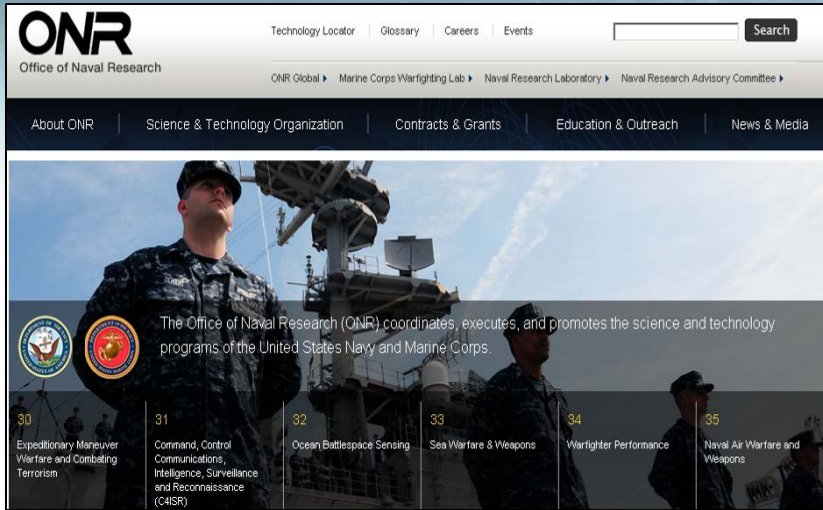 ONR
Office of Naval Research
Technology Locator | Glossary | Careers | Events
Search
ONR Global Marine Corps Warfighting Lab Naval Research Laboratory Naval Research Advisory Committee
About ONR | Science & Technology Organization | Contracts & Grants | Education & Outreach | News & Media
The Office of Naval Research (ONR) coordinates, executes, and promotes the science and technology
programs of the United States Navy and Marine Corps.
30
Expeditionary Maneuver
Warfare and Combating
Terrorism
31
Command, Control
Communications,
Intelligence, Surveillance
and Reconnaissance
(C4ISR)
32
Ocean Battlespace Sensing
33
Sea Warfare & Weapons
34
Warfighter Performance
35
Naval Air Warfare and
Weapons